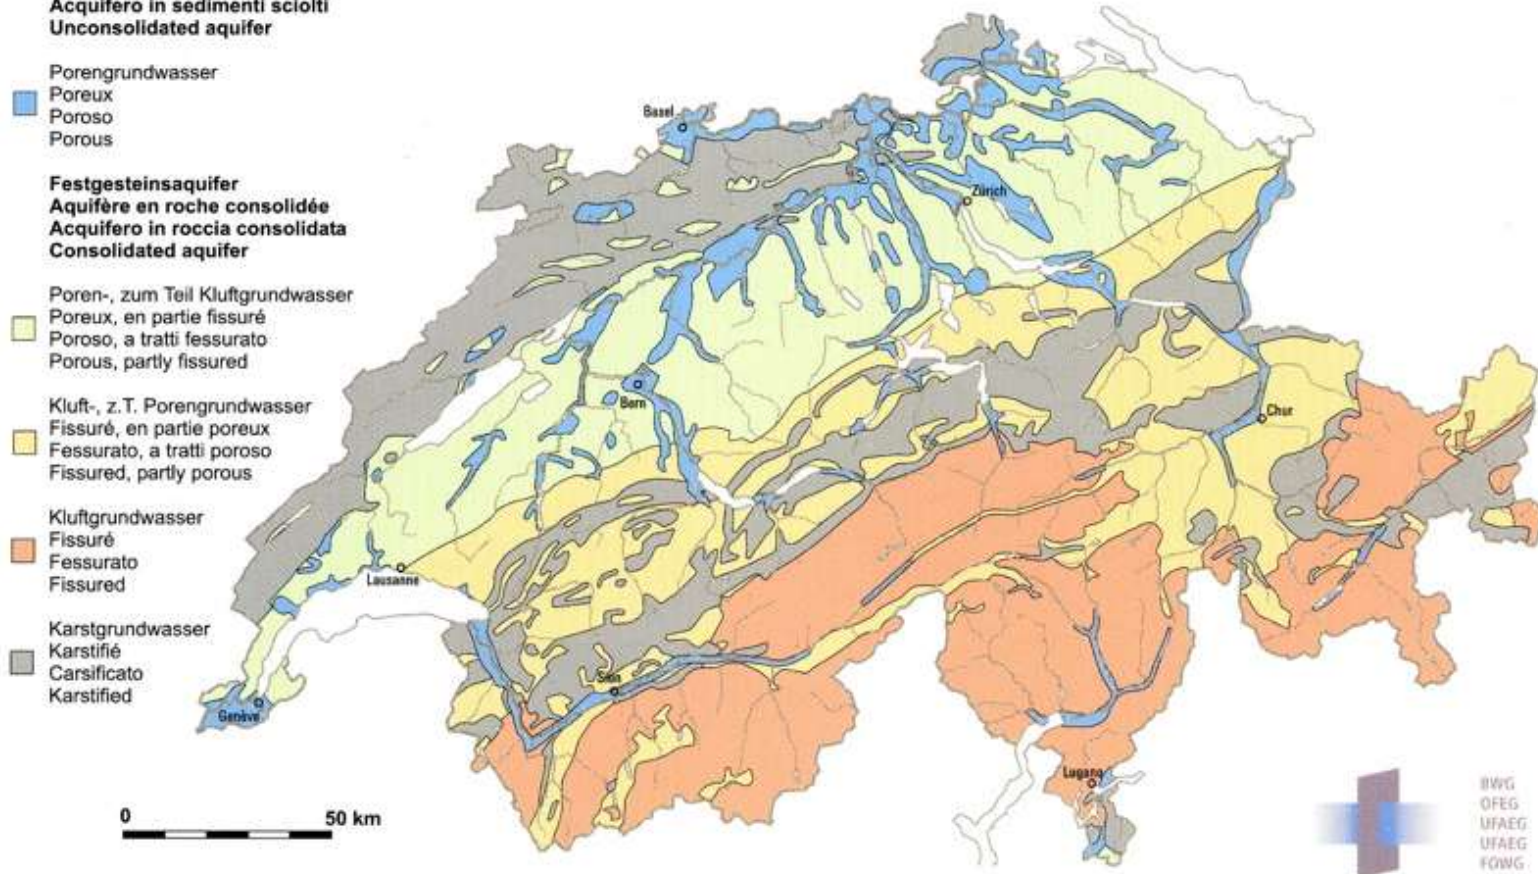 Acquifero in sedimenti sciolti
Unconsolidated aquifer
Porengrundwasser
Poreux
Poroso
Porous
Festgesteinsaquifer
Aquifère en roche consolidée
Acquifero in roccia consolidata
Consolidated aquifer
Poren-, zum Teil Kluftgrundwasser
Poreux, en partie fissuré
Poroso, a tratti fessurato
Porous, partly fissured
Kluft-, z.T. Porengrundwasser
Fissuré, en partie poreux
Fessurato, a tratti poroso
Fissured, partly porous
Kluftgrundwasser
Fissuré
Fessurato
Fissured
Karstgrundwasser
Karstifié
Carsificato
Karstified
0 50 km
Basel
Zürich
Bern
Chur
Lausanne
Sion
Genève
Lugano
BWG
OFEG
UFAEG
UFAEG
FOWG